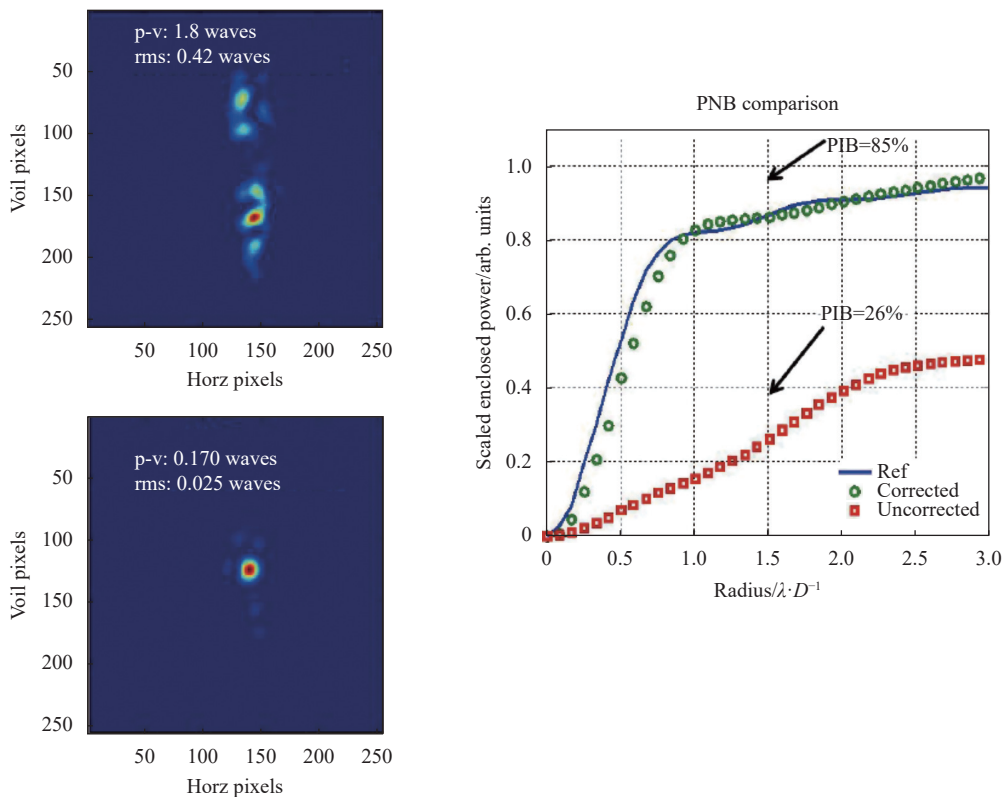 p-v: 1.8 waves
rms: 0.42 waves
50
100
150
200
250
Voil pixels
50 100 150 200 250
Horz pixels
p-v: 0.170 waves
rms: 0.025 waves
50
100
150
200
250
Voil pixels
50 100 150 200 250
Horz pixels
PNB comparison
PIB=85%
PIB=26%
1.0
0.8
0.6
0.4
0.2
0
Scaled enclosed power/arb. units
Ref
Corrected
Uncorrected
0 0.5 1.0 1.5 2.0 2.5 3.0
Radius/λ·D⁻¹